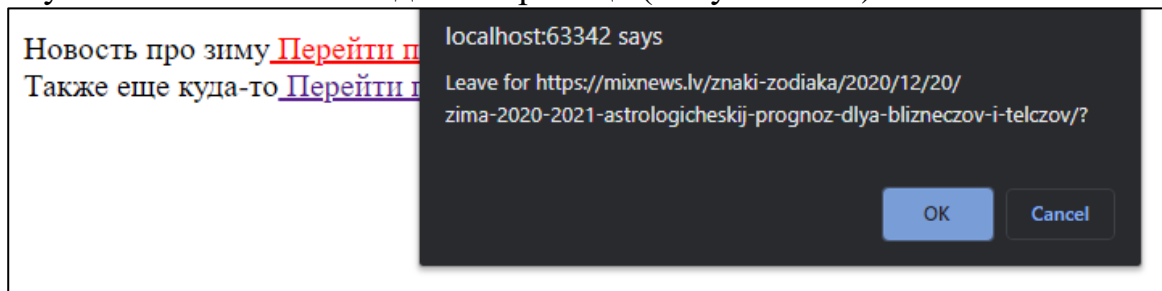 Новость про зиму Перейти п
Также еще куда-то Перейти
localhost:63342 says
Leave for https://mixnews.lv/znaki-zodiaka/2020/12/20/
zima-2020-2021-astrologicheskij-prognoz-dlya-blizneczov-i-telczov/?
OK Cancel